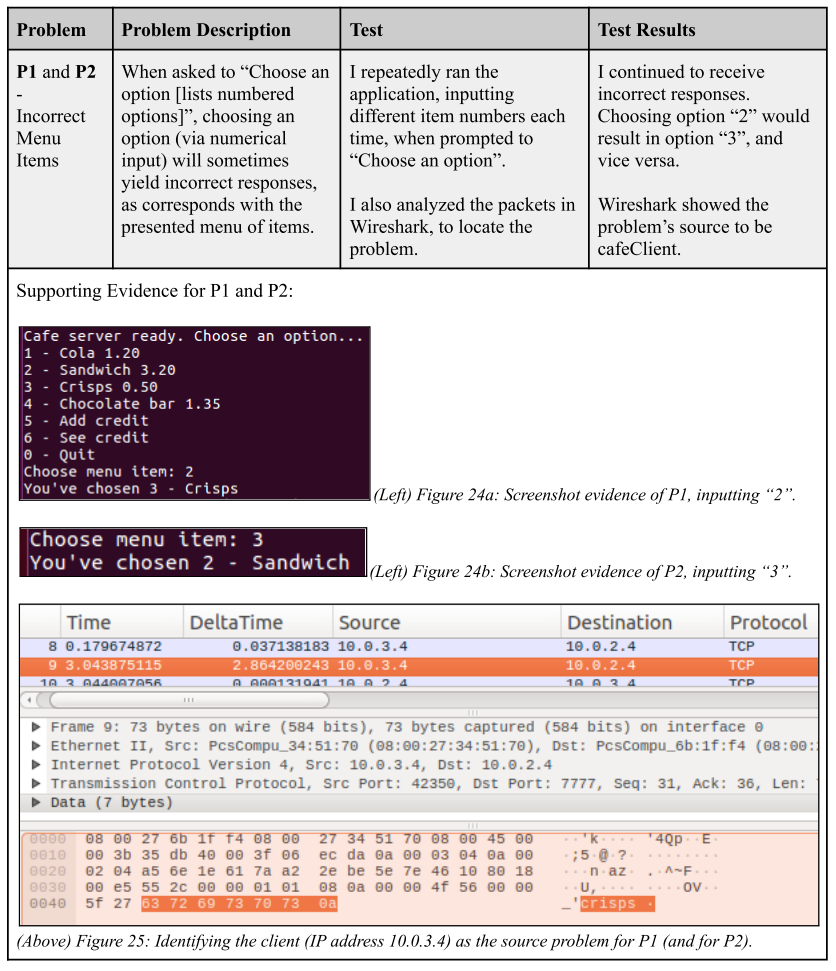 Problem Problem Description Test Test Results
P1 and P2
-
Incorrect
Menu
Items
When asked to “Choose an
option [lists numbered
options]”, choosing an
option (via numerical
input) will sometimes
yield incorrect responses,
as corresponds with the
presented menu of items.
I repeatedly ran the
application, inputting
different item numbers each
time, when prompted to
“Choose an option”.
I also analyzed the packets in
Wireshark, to locate the
problem.
I continued to receive
incorrect responses.
Choosing option “2” would
result in option “3”, and
vice versa.
Wireshark showed the
problem’s source to be
cafeClient.
Supporting Evidence for P1 and P2:
Cafe server ready. Choose an option...
1 - Cola 1.20
2 - Sandwich 3.20
3 - Crisps 0.50
4 - Chocolate bar 1.35
5 - Add credit
6 - See credit
0 - Quit
Choose menu item: 2
You've chosen 3 - Crisps
(Left) Figure 24a: Screenshot evidence of P1, inputting “2”.
Choose menu item: 3
You've chosen 2 - Sandwich
(Left) Figure 24b: Screenshot evidence of P2, inputting “3”.
Time DeltaTime Source Destination Protocol
8 0.179674872 0.037138183 10.0.3.4 10.0.2.4 TCP
9 3.043875115 2.864200243 10.0.3.4 10.0.2.4 TCP
10 3.044007056 0.000131941 10.0.2.4 10.0.3.4 TCP
Frame 9: 73 bytes on wire (584 bits), 73 bytes captured (584 bits) on interface 0
Ethernet II, Src: PcsCompu_34:51:70 (08:00:27:34:51:70), Dst: PcsCompu_6b:1f:f4 (08:00:
Internet Protocol Version 4, Src: 10.0.3.4, Dst: 10.0.2.4
Transmission Control Protocol, Src Port: 42350, Dst Port: 7777, Seq: 31, Ack: 36, Len:
Data (7 bytes)
0000 08 00 27 6b 1f f4 08 00 27 34 51 70 08 00 45 00 ··'k···· '4Qp··E·
0010 00 3b 35 db 40 00 3f 06 ec da 0a 00 03 04 0a 00 ·;5·@·?· ········
0020 02 04 a5 6e 1e 61 7a a2 2e be 5e 7e 46 10 80 18 ···n·az· .·^~F···
0030 00 e5 55 2c 00 00 01 01 08 0a 00 00 4f 56 00 00 ··U,···· ····OV··
0040 5f 27 63 72 69 73 70 73 0a _'crisps ·
(Above) Figure 25: Identifying the client (IP address 10.0.3.4) as the source problem for P1 (and for P2).